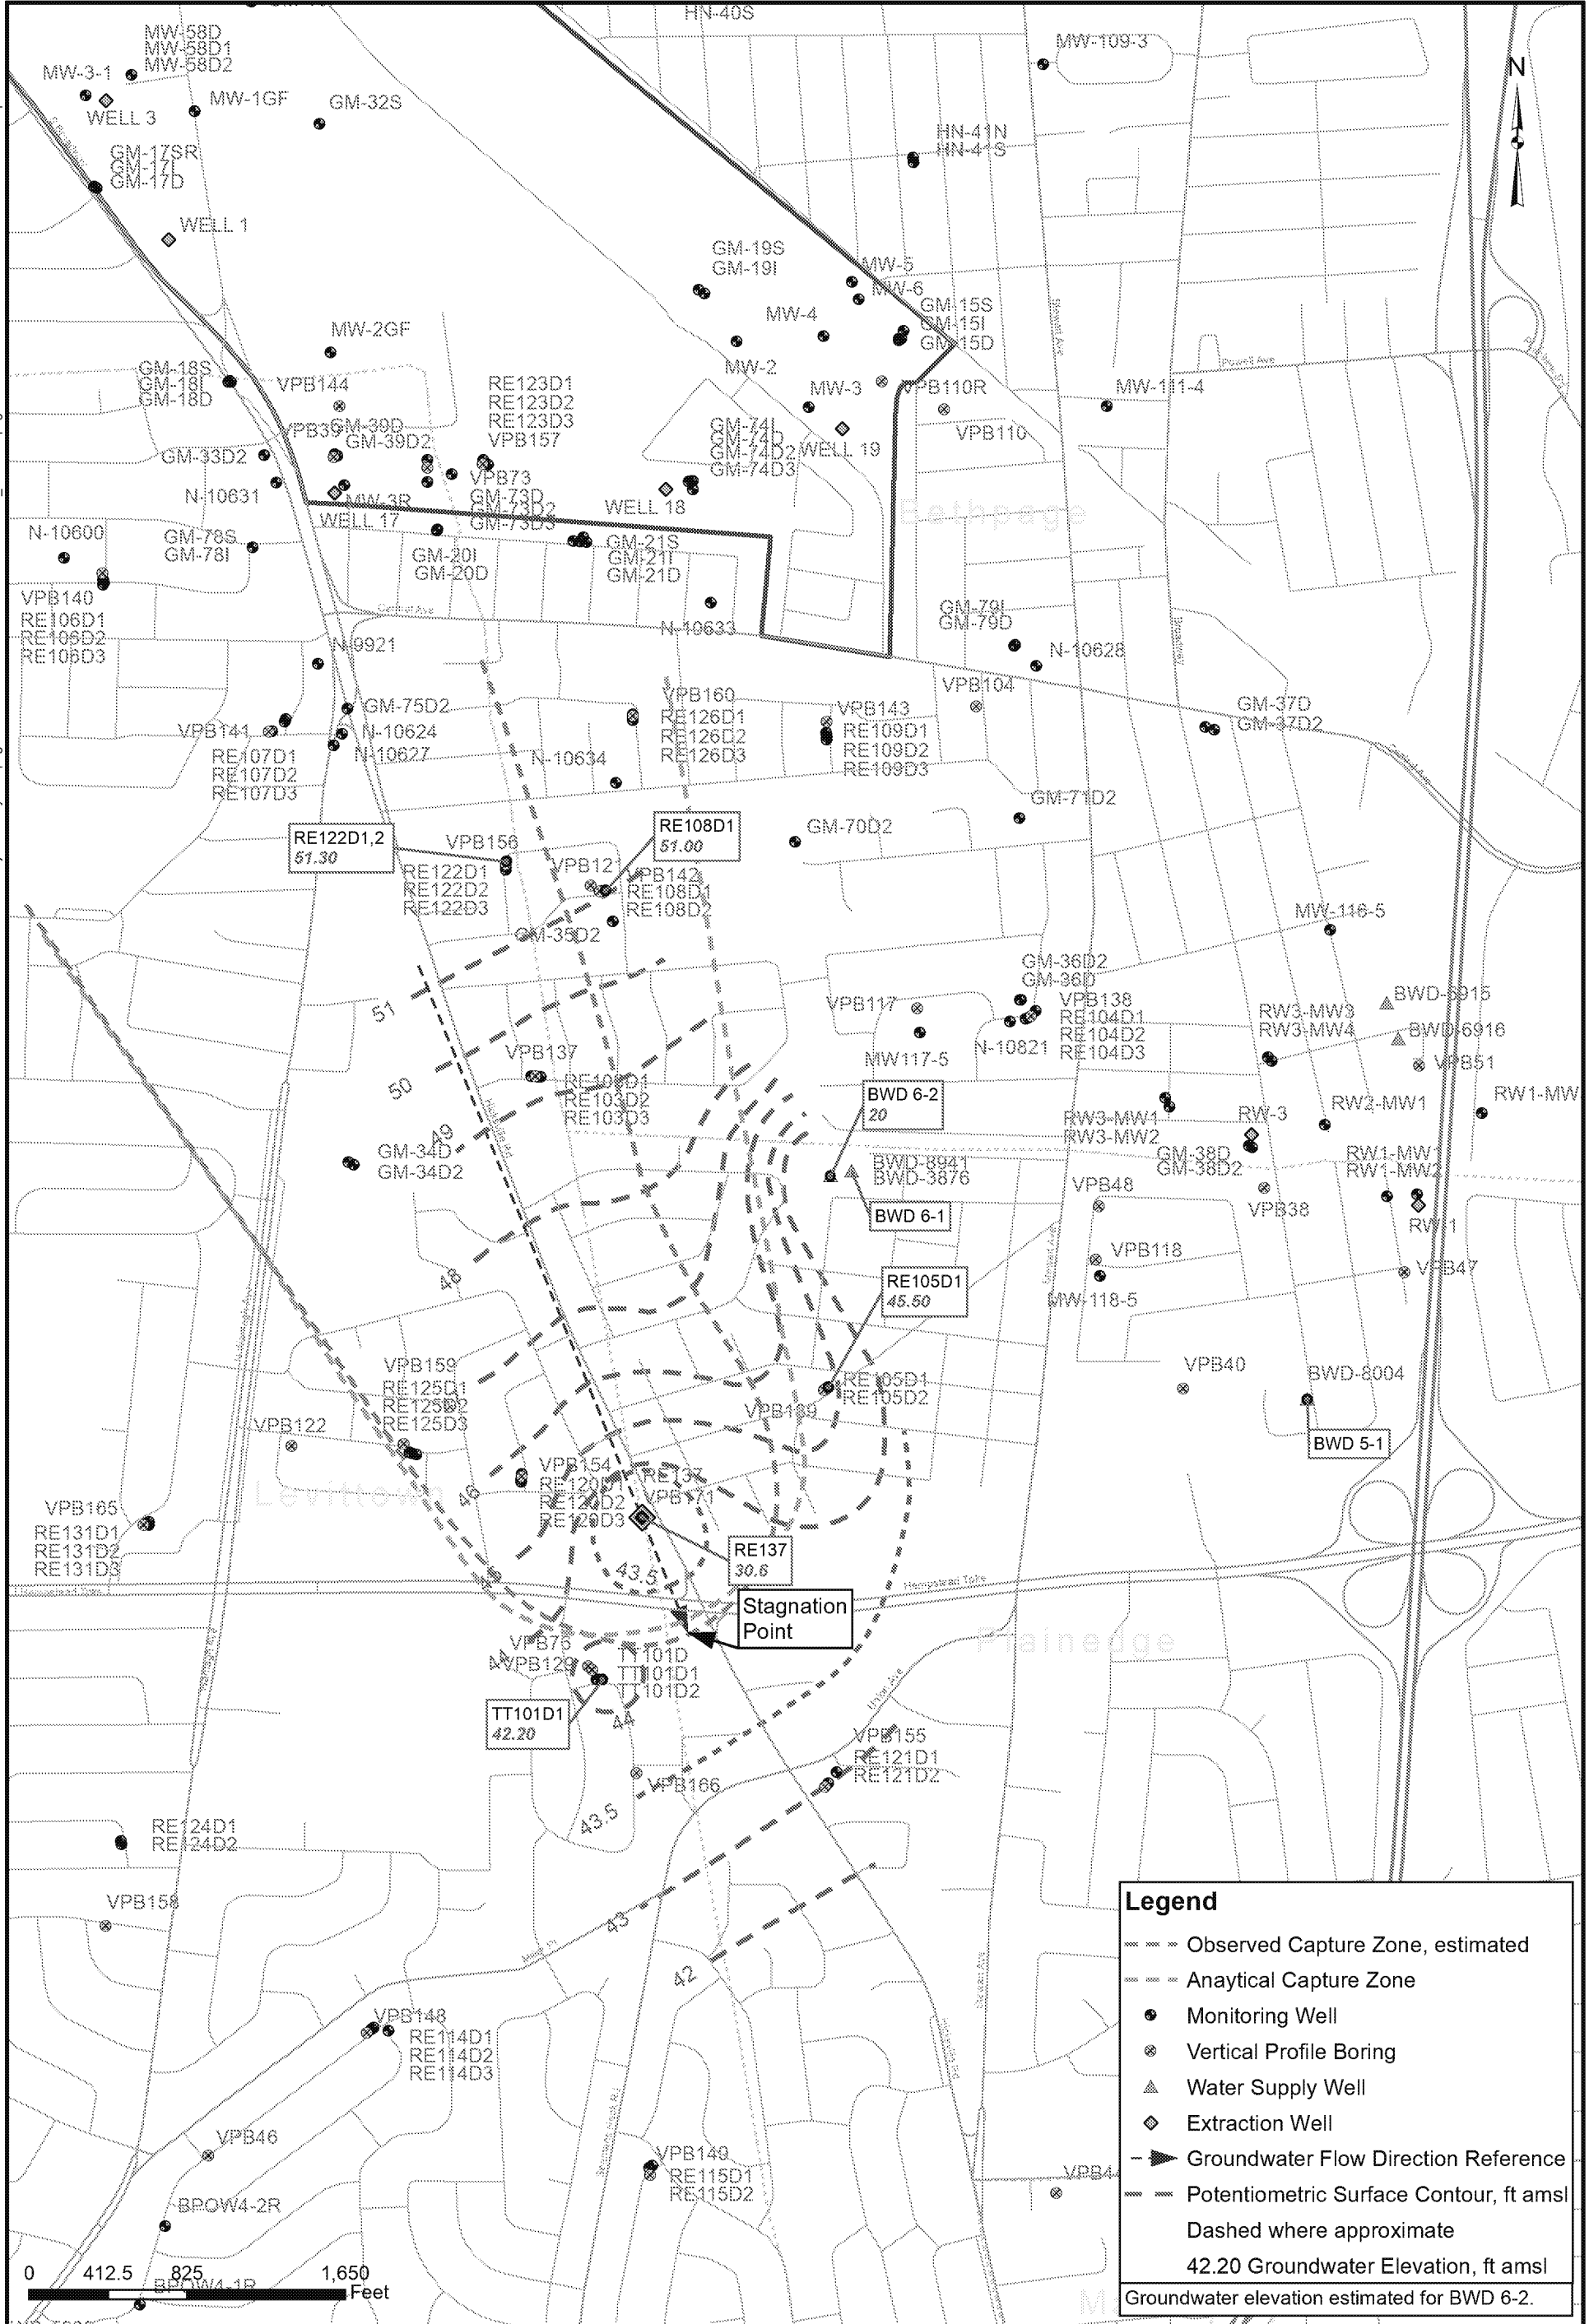 HN-40S
MW-58D
MW-58D1
MW-58D2
MW-109-3
MW-3-1
WELL 3
MW-1GF
GM-32S
N
HN-41N
HN-41S
GM-17SR
GM-17I
GM-17D
WELL 1
GM-19S
GM-19I
MW-5
MW-6
MW-4
GM-15S
GM-15I
GM-15D
MW-2GF
MW-2
Powell Ave
GM-18S
GM-18I
GM-18D
VPB144
RE123D1
RE123D2
RE123D3
VPB157
MW-3
VPB110R
MW-111-4
VPB110
GM-39D
GM-39D2
GM-33D2
GM-74I
GM-74D
GM-74D2
GM-74D3
WELL 19
N-10631
MW-3R
WELL 17
VPB73
GM-73D
GM-73D2
GM-73D3
WELL 18
Bethpage
N-10600
GM-78S
GM-78I
GM-20I
GM-20D
GM-21S
GM-21I
GM-21D
VPB140
RE106D1
RE106D2
RE106D3
Central Ave
N-10633
GM-79I
GM-79D
N-9921
N-10628
Broadway
VPB104
GM-75D2
VPB160
RE126D1
RE126D2
RE126D3
VPB143
RE109D1
RE109D2
RE109D3
GM-37D
GM-37D2
VPB141
N-10624
N-10627
RE107D1
RE107D2
RE107D3
N-10634
GM-71D2
GM-70D2
RE122D1,2
51.30
VPB156
RE122D1
RE122D2
RE122D3
RE108D1
51.00
VPB142
RE108D1
RE108D2
GM-35D2
MW-116-5
51
GM-36D2
GM-36D
VPB117
MW117-5
N-10821
VPB138
RE104D1
RE104D2
RE104D3
RW3-MW3
RW3-MW4
BWD-6915
BWD-6916
VPB51
50
VPB137
RE103D1
RE103D2
RE103D3
BWD 6-2
20
RW1-MW
RW2-MW1
RW-3
RW3-MW1
RW3-MW2
49
GM-34D
GM-34D2
BWD-8941
BWD-3876
BWD 6-1
GM-38D
GM-38D2
RW1-MW1
RW1-MW2
VPB48
VPB38
RW-1
VPB118
MW-118-5
VPB47
48
RE105D1
45.50
VPB159
RE125D1
RE125D2
RE125D3
VPB122
RE105D1
RE105D2
VPB139
VPB40
BWD-8004
BWD 5-1
Levittown
46
VPB154
RE120D1
RE120D2
RE120D3
RE137
VPB171
VPB165
RE131D1
RE131D2
RE131D3
RE137
30.6
43.5
Hempstead Tpke
Hempstead Tpke
Stagnation
Point
Plainedge
VPB76
VPB129
TT101D
TT101D1
TT101D2
TT101D1
42.20
44
Union Ave
VPB155
RE121D1
RE121D2
VPB166
43.5
RE124D1
RE124D2
VPB158
43
42
VPB148
RE114D1
RE114D2
RE114D3
VPB46
BPOW4-2R
VPB149
RE115D1
RE115D2
BPOW4-1R
0 412.5 825 1,650
Feet
Legend
Observed Capture Zone, estimated
Anaytical Capture Zone
Monitoring Well
Vertical Profile Boring
Water Supply Well
Extraction Well
Groundwater Flow Direction Reference
Potentiometric Surface Contour, ft amsl
Dashed where approximate
42.20 Groundwater Elevation, ft amsl
Groundwater elevation estimated for BWD 6-2.